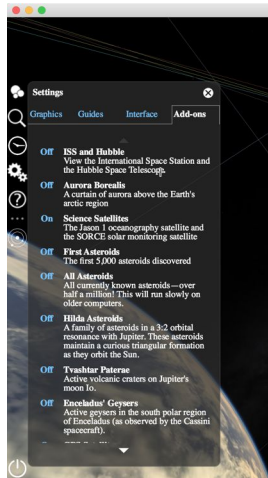 Settings
Graphics Guides Interface Add-ons
Off ISS and Hubble
View the International Space Station and
the Hubble Space Telescope.
Off Aurora Borealis
A curtain of aurora above the Earth's
arctic region
On Science Satellites
The Jason 1 oceanography satellite and
the SORCE solar monitoring satellite
Off First Asteroids
The first 5,000 asteroids discovered
Off All Asteroids
All currently known asteroids—over
half a million! This will run slowly on
older computers.
Off Hilda Asteroids
A family of asteroids in a 3:2 orbital
resonance with Jupiter. These asteroids
maintain a curious triangular formation
as they orbit the Sun.
Off Tvashtar Paterae
Active volcanic craters on Jupiter's
moon Io.
Off Enceladus' Geysers
Active geysers in the south polar region
of Enceladus (as observed by the Cassini
spacecraft).